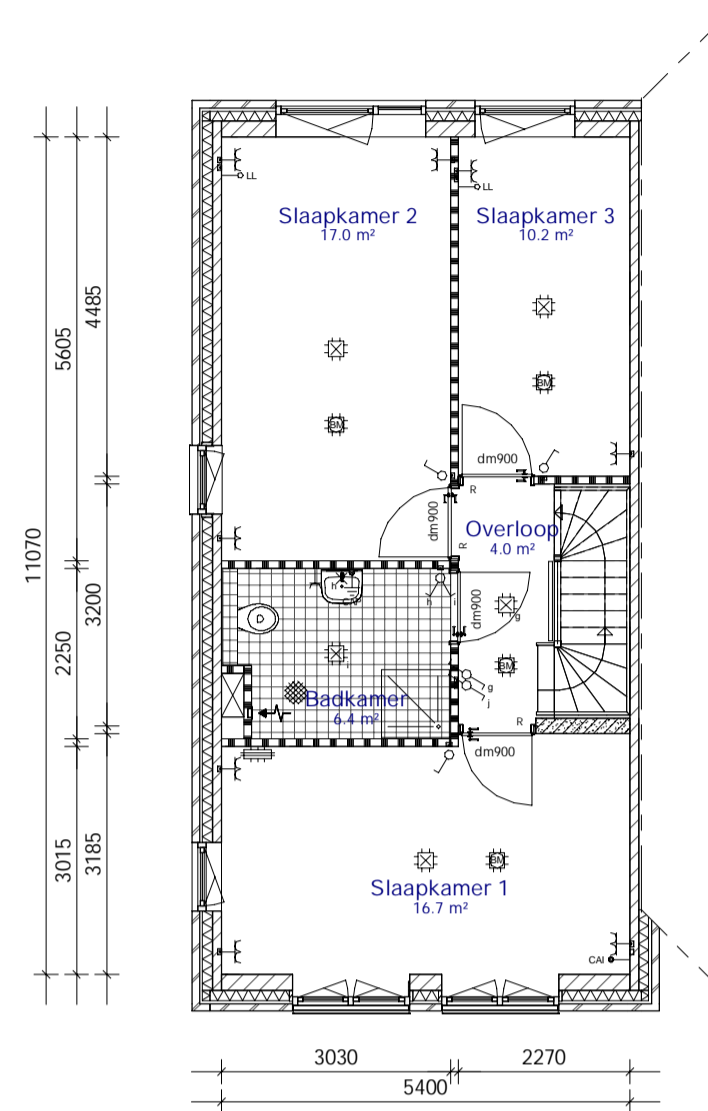 LL
LL
Slaapkamer 2
17.0 m²
Slaapkamer 3
10.2 m²
4485
5605
BM
BM
dm900
R
dm900
Overloop
4.0 m²
R
11070
3200
2250
h
h
i
dm900
g
i
BM
g
j
Badkamer
6.4 m²
R
dm900
3015
3185
BM
Slaapkamer 1
16.7 m²
CAI
3030
2270
5400